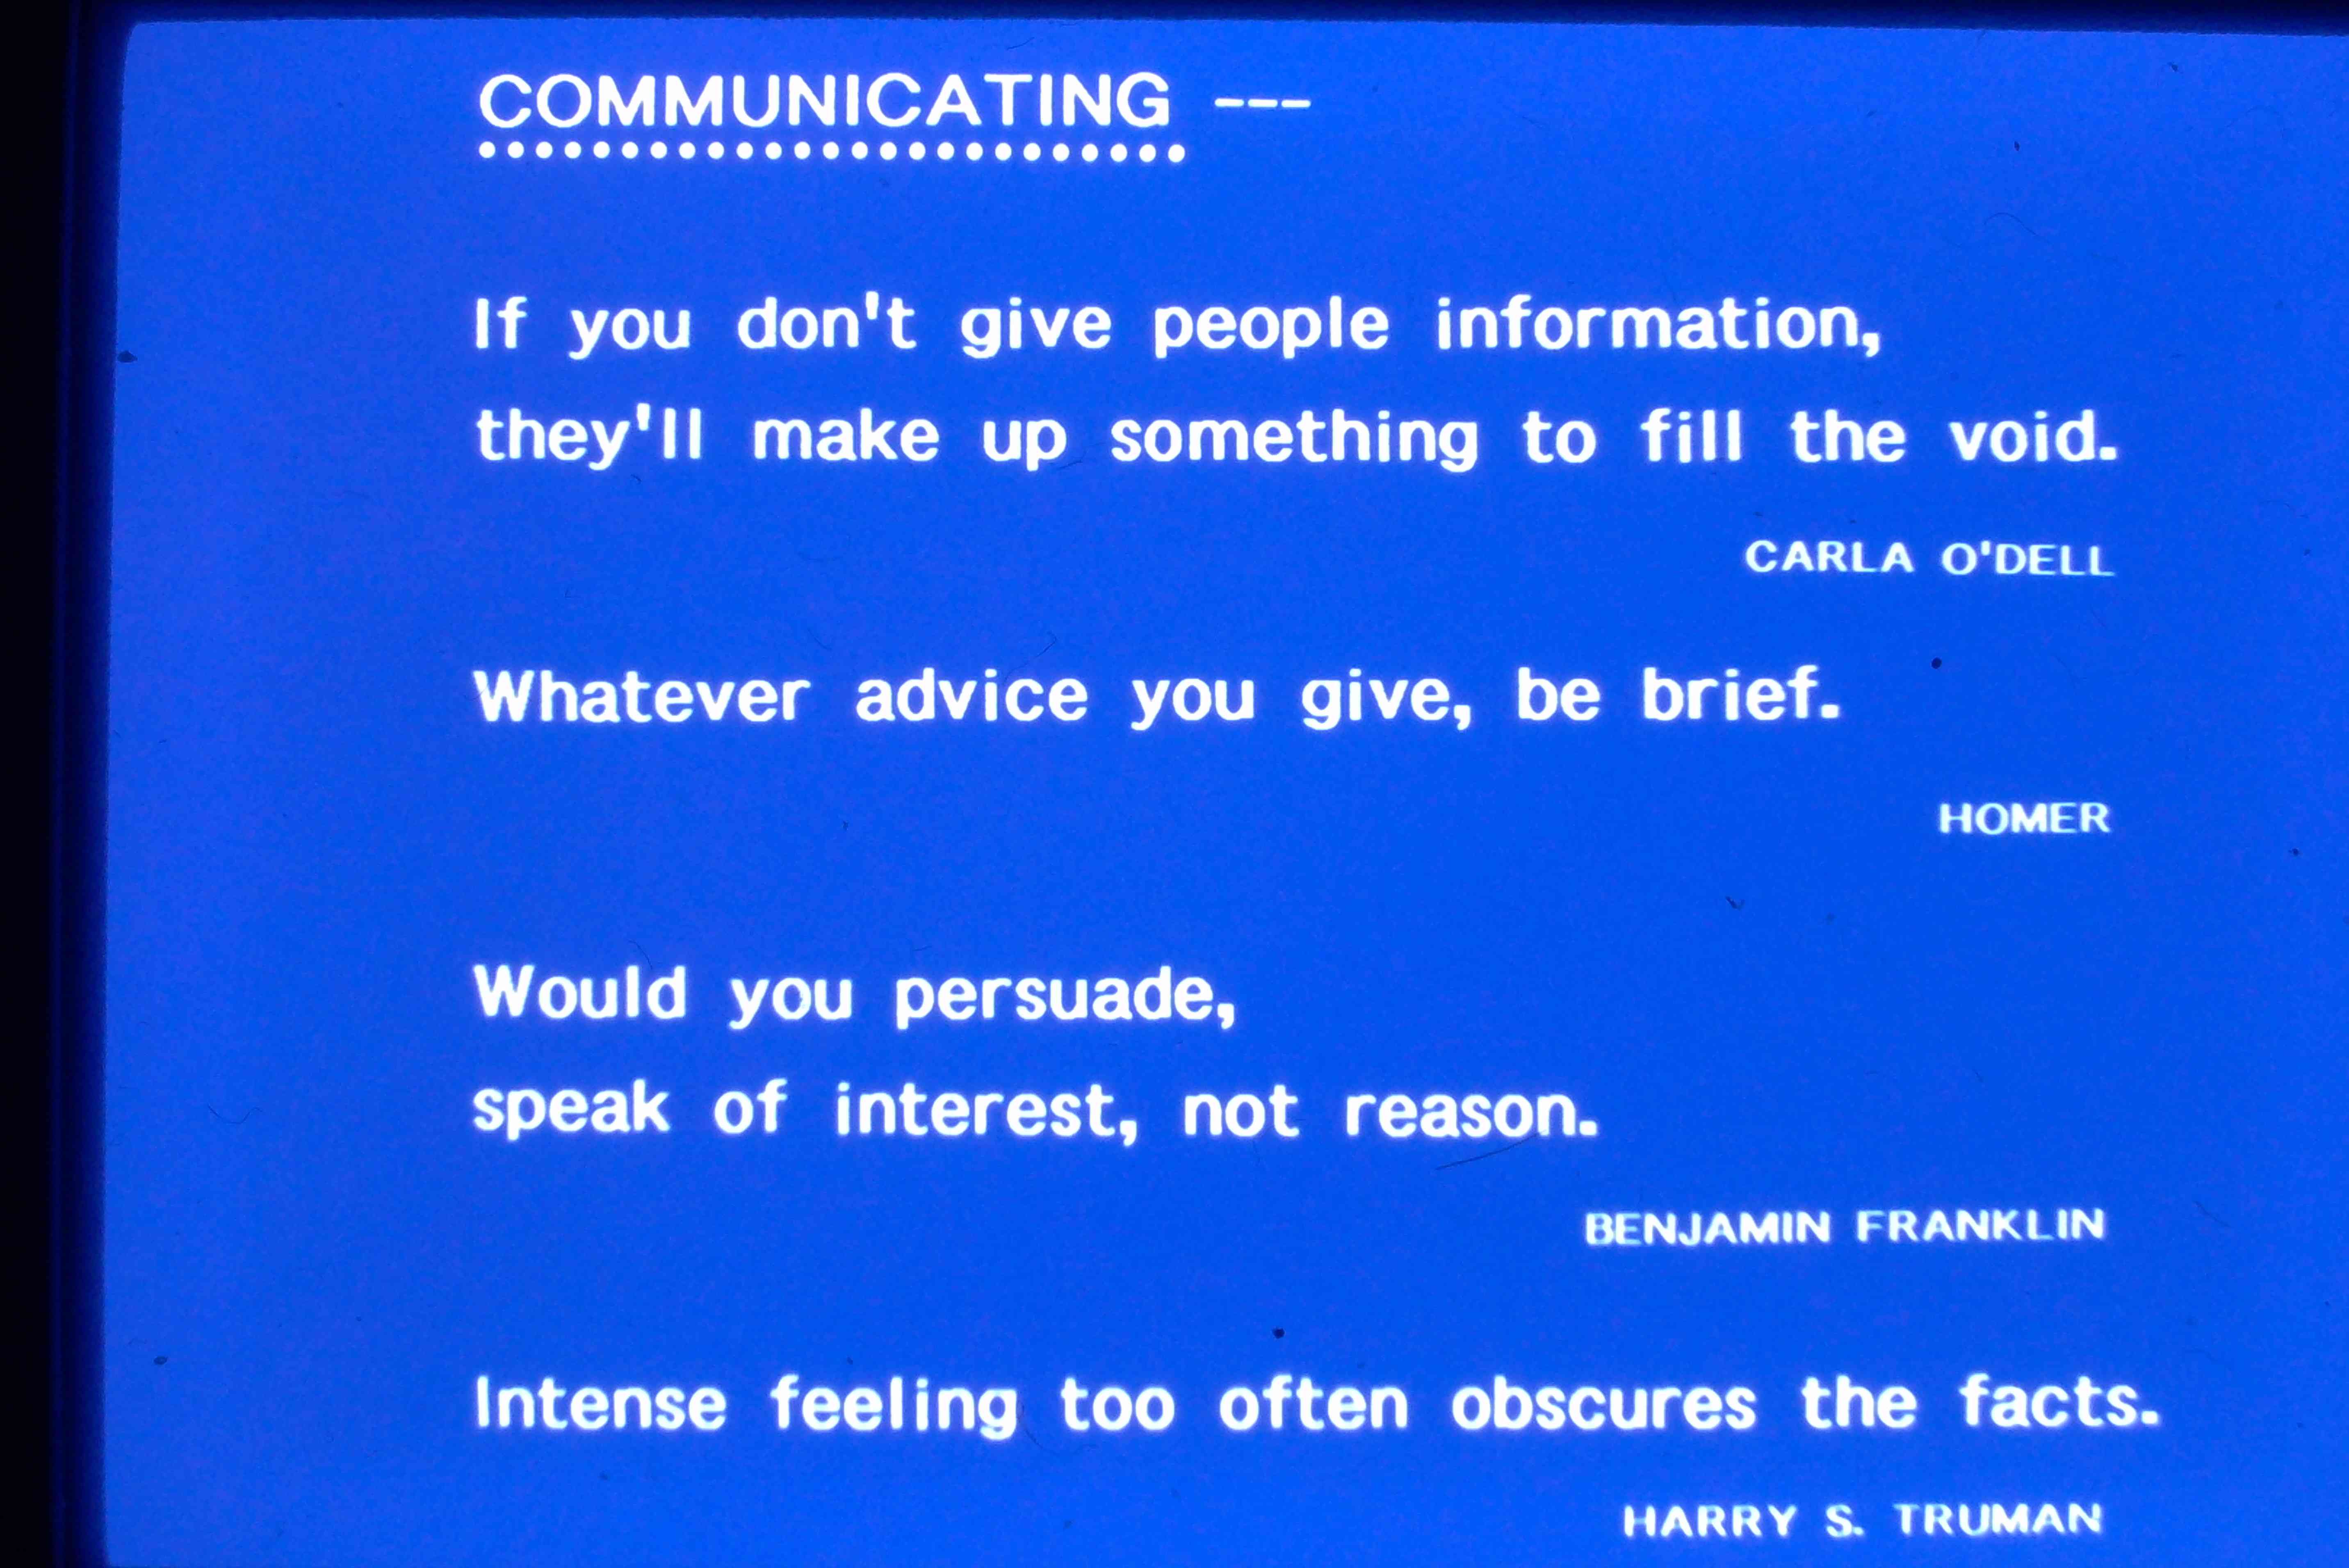 COMMUNICATING ---
If you don't give people information,
they'll make up something to fill the void.
CARLA O'DELL
Whatever advice you give, be brief.
HOMER
Would you persuade,
speak of interest, not reason.
BENJAMIN FRANKLIN
Intense feeling too often obscures the facts.
HARRY S. TRUMAN